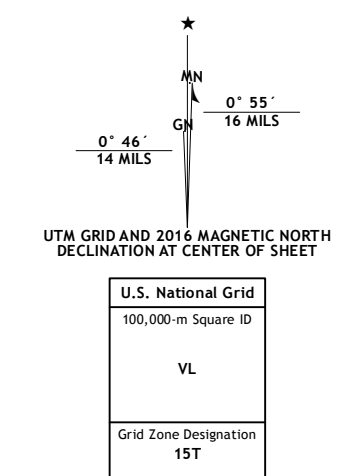 MN
0° 55´
16 MILS
GN
0° 46´
14 MILS
UTM GRID AND 2016 MAGNETIC NORTH
DECLINATION AT CENTER OF SHEET
U.S. National Grid
100,000-m Square ID
VL
Grid Zone Designation
15T